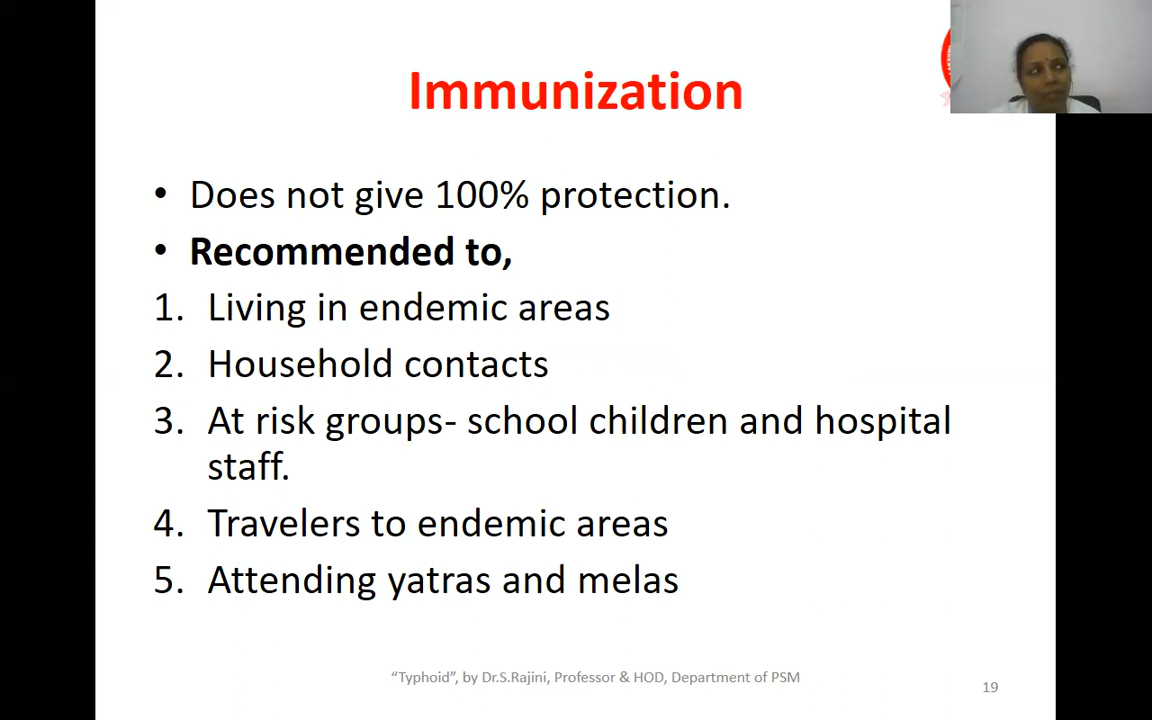 Immunization
• Does not give 100% protection.
• Recommended to,
1. Living in endemic areas
2. Household contacts
3. At risk groups- school children and hospital
staff.
4. Travelers to endemic areas
5. Attending yatras and melas
“Typhoid”, by Dr.S.Rajini, Professor & HOD, Department of PSM
19